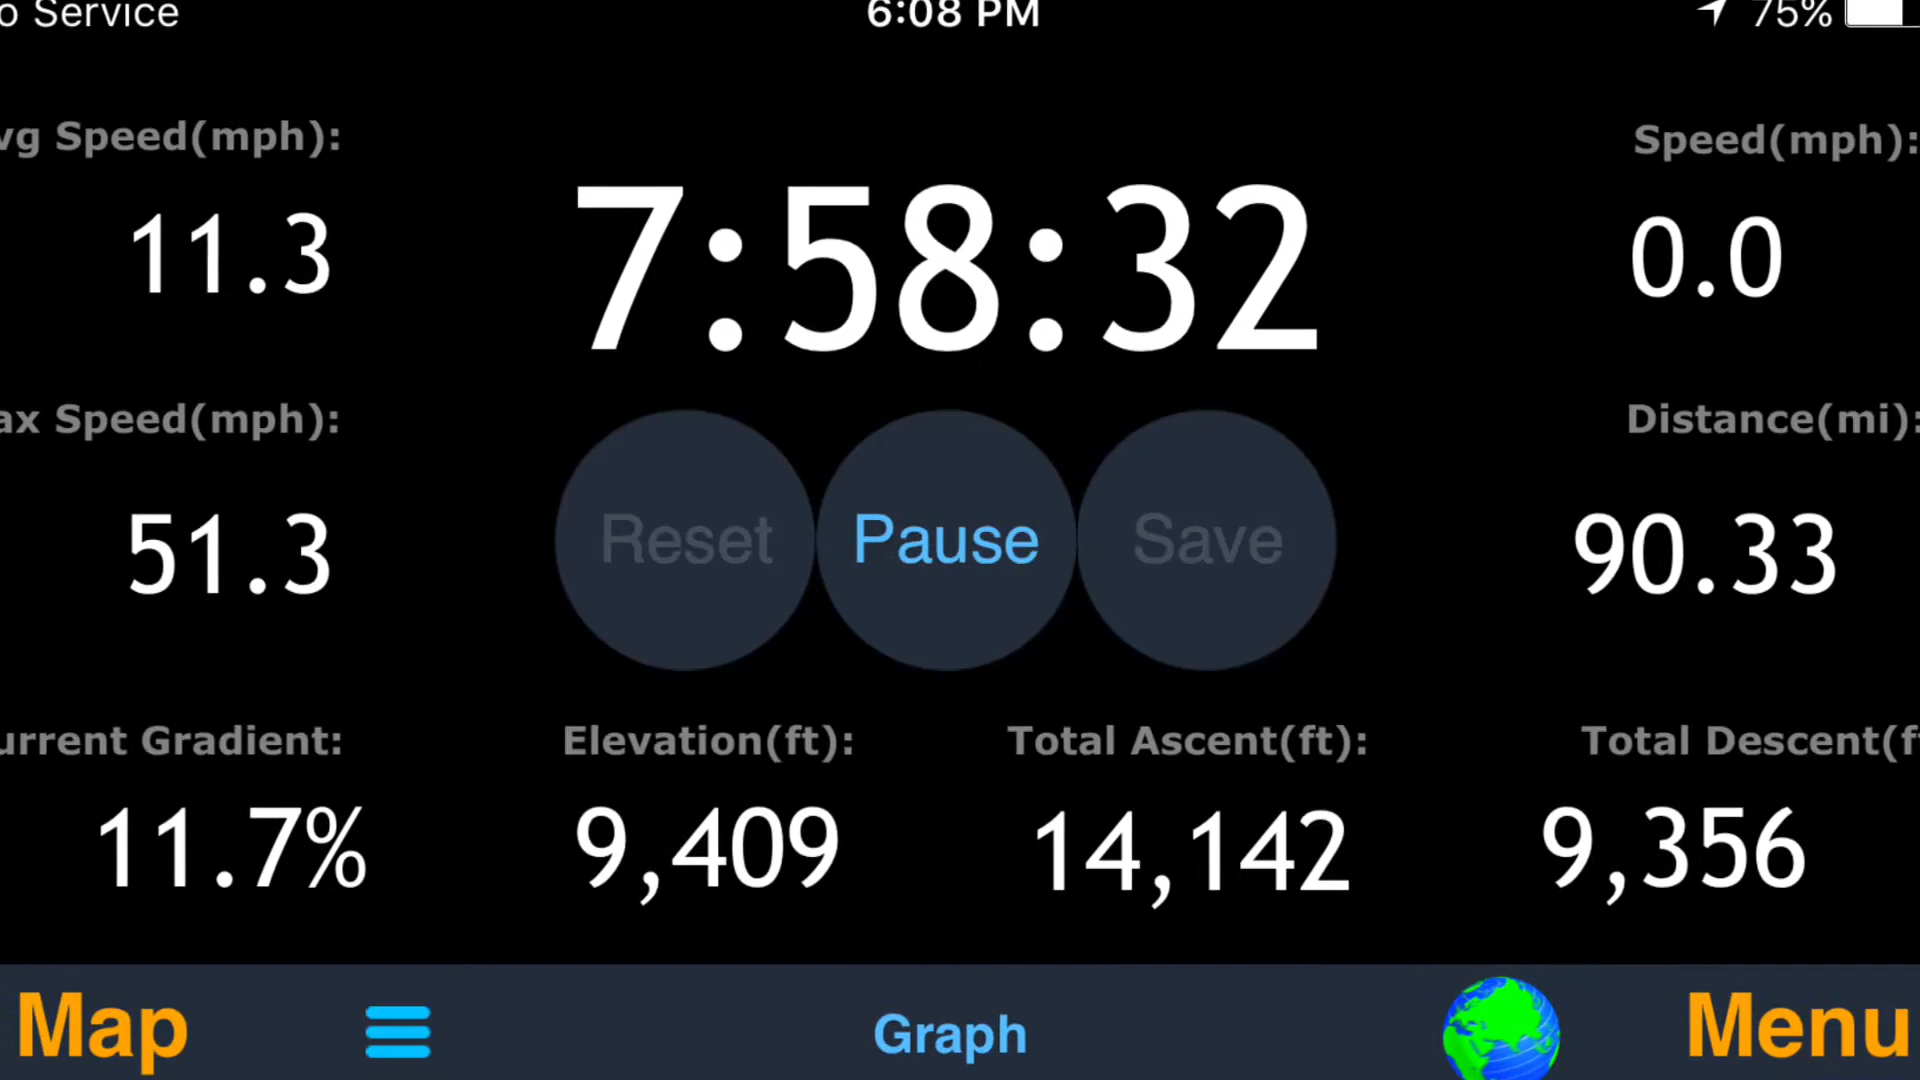 o Service 6:08 PM 75%
vg Speed(mph): Speed(mph):
11.3 7:58:32 0.0
ax Speed(mph): Distance(mi):
51.3 Reset Pause Save 90.33
urrent Gradient: Elevation(ft): Total Ascent(ft): Total Descent(f
11.7% 9,409 14,142 9,356
Map Graph Menu